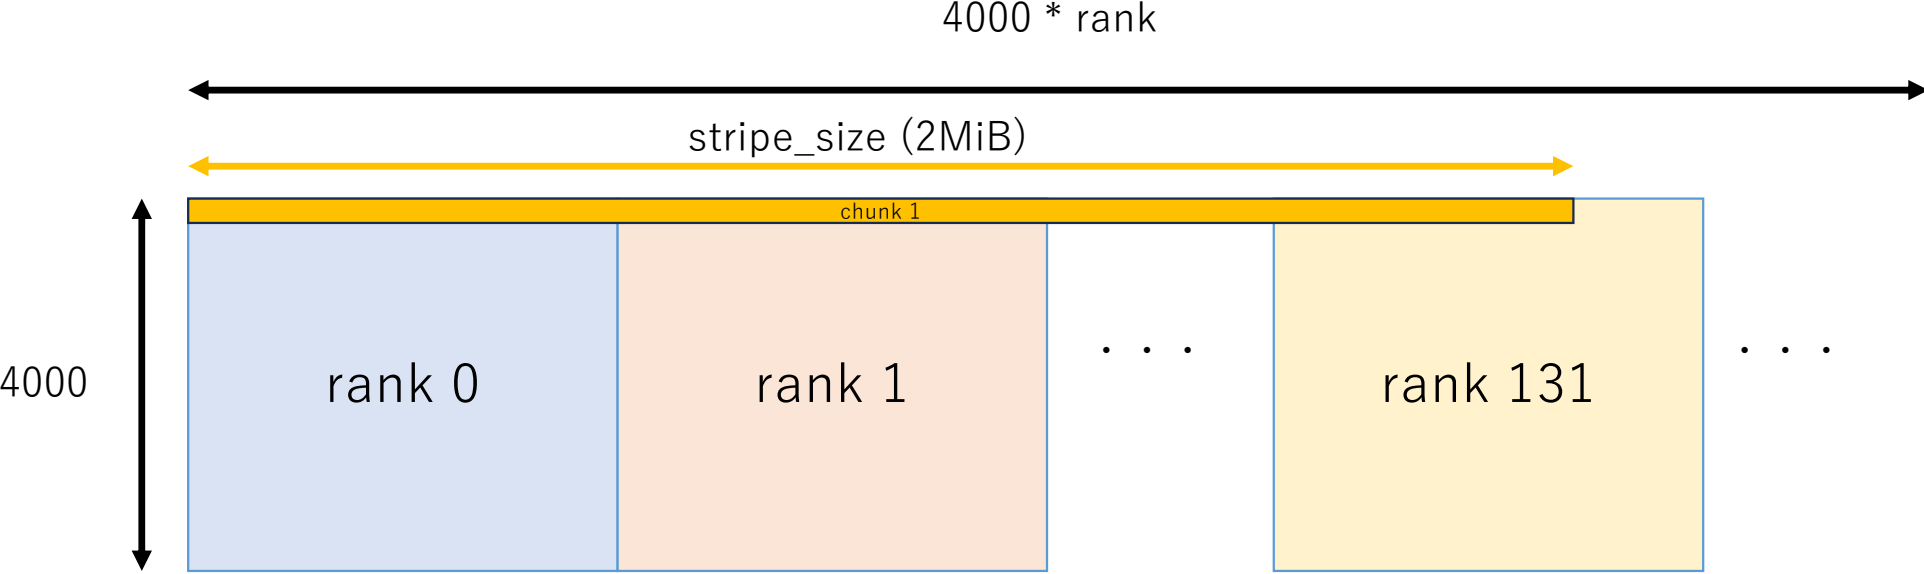 4000 * rank
stripe_size (2MiB)
chunk 1
4000
rank 0
rank 1
. . .
rank 131
. . .